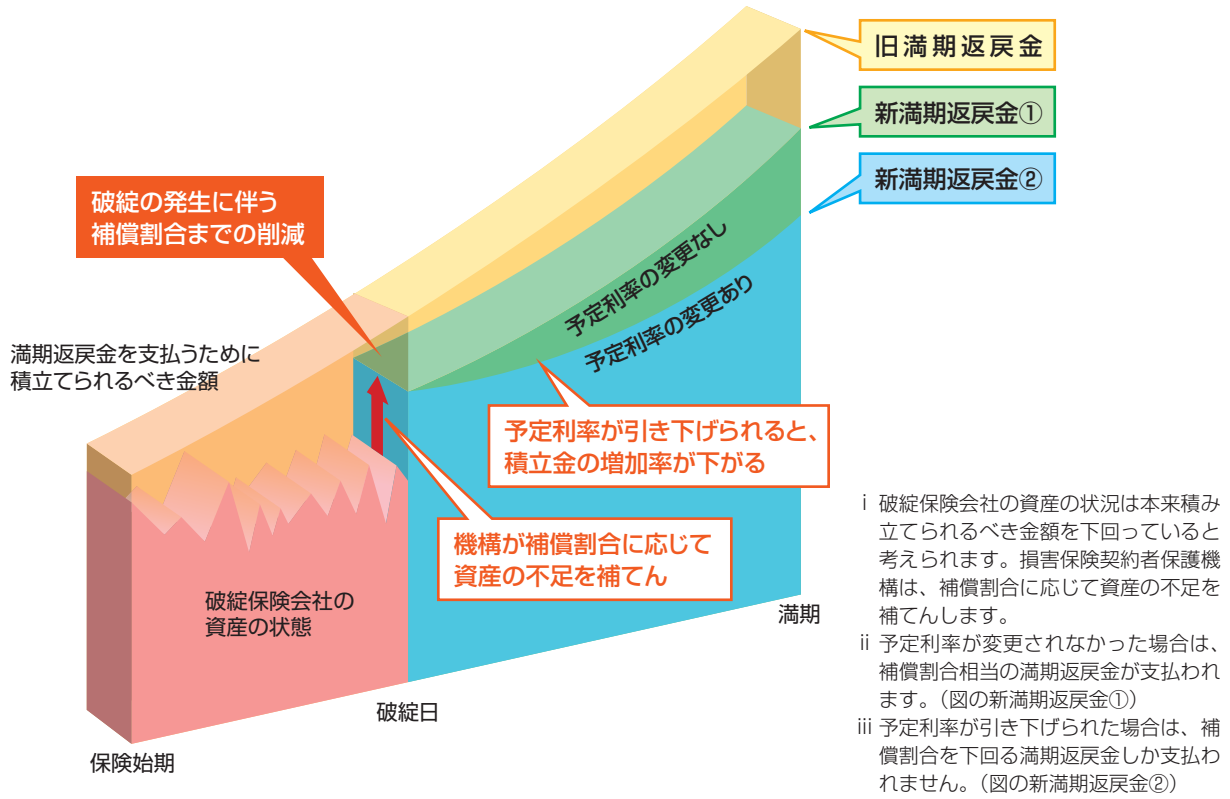 旧満期返戻金
新満期返戻金①
新満期返戻金②
破綻の発生に伴う
補償割合までの削減
予定利率の変更なし
予定利率の変更あり
満期返戻金を支払うために
積立てられるべき金額
予定利率が引き下げられると、
積立金の増加率が下がる
機構が補償割合に応じて
資産の不足を補てん
破綻保険会社の
資産の状態
満期
破綻日
保険始期
ⅰ 破綻保険会社の資産の状況は本来積み
立てられるべき金額を下回っていると
考えられます。損害保険契約者保護機
構は、補償割合に応じて資産の不足を
補てんします。
ⅱ 予定利率が変更されなかった場合は、
補償割合相当の満期返戻金が支払われ
ます。（図の新満期返戻金①）
ⅲ 予定利率が引き下げられた場合は、補
償割合を下回る満期返戻金しか支払わ
れません。（図の新満期返戻金②）